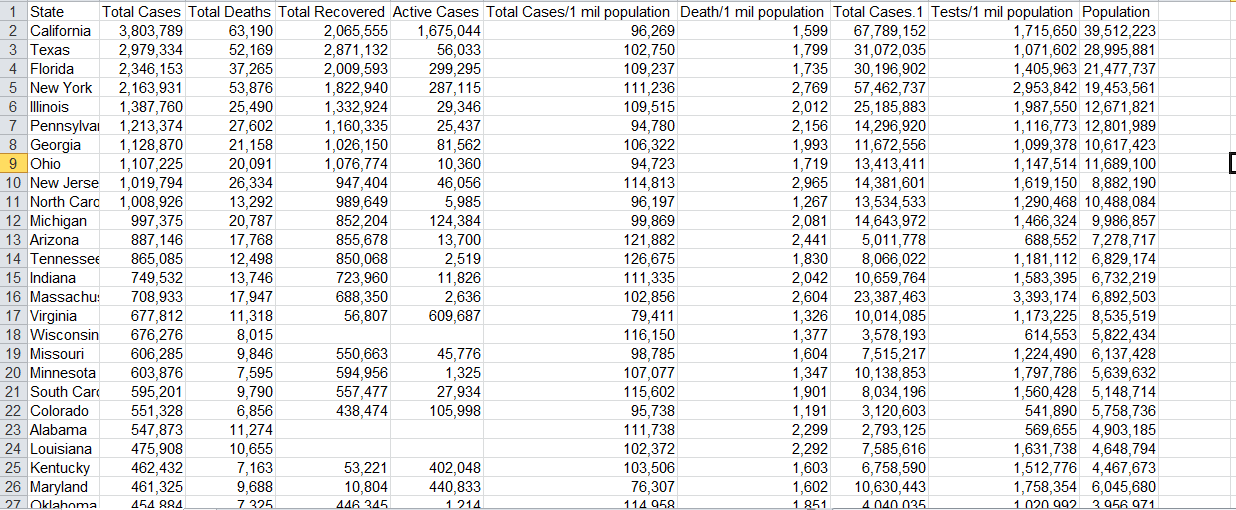 1 State Total Cases Total Deaths Total Recovered Active Cases Total Cases/1 mil population Death/1 mil population Total Cases.1 Tests/1 mil population Population
2 California 3,803,789 63,190 2,065,555 1,675,044 96,269 1,599 67,789,152 1,715,650 39,512,223
3 Texas 2,979,334 52,169 2,871,132 56,033 102,750 1,799 31,072,035 1,071,602 28,995,881
4 Florida 2,346,153 37,265 2,009,593 299,295 109,237 1,735 30,196,902 1,405,963 21,477,737
5 New York 2,163,931 53,876 1,822,940 287,115 111,236 2,769 57,462,737 2,953,842 19,453,561
6 Illinois 1,387,760 25,490 1,332,924 29,346 109,515 2,012 25,185,883 1,987,550 12,671,821
7 Pennsylvai 1,213,374 27,602 1,160,335 25,437 94,780 2,156 14,296,920 1,116,773 12,801,989
8 Georgia 1,128,870 21,158 1,026,150 81,562 106,322 1,993 11,672,556 1,099,378 10,617,423
9 Ohio 1,107,225 20,091 1,076,774 10,360 94,723 1,719 13,413,411 1,147,514 11,689,100
10 New Jerse 1,019,794 26,334 947,404 46,056 114,813 2,965 14,381,601 1,619,150 8,882,190
11 North Carc 1,008,926 13,292 989,649 5,985 96,197 1,267 13,534,533 1,290,468 10,488,084
12 Michigan 997,375 20,787 852,204 124,384 99,869 2,081 14,643,972 1,466,324 9,986,857
13 Arizona 887,146 17,768 855,678 13,700 121,882 2,441 5,011,778 688,552 7,278,717
14 Tennessee 865,085 12,498 850,068 2,519 126,675 1,830 8,066,022 1,181,112 6,829,174
15 Indiana 749,532 13,746 723,960 11,826 111,335 2,042 10,659,764 1,583,395 6,732,219
16 Massachu 708,933 17,947 688,350 2,636 102,856 2,604 23,387,463 3,393,174 6,892,503
17 Virginia 677,812 11,318 56,807 609,687 79,411 1,326 10,014,085 1,173,225 8,535,519
18 Wisconsin 676,276 8,015 116,150 1,377 3,578,193 614,553 5,822,434
19 Missouri 606,285 9,846 550,663 45,776 98,785 1,604 7,515,217 1,224,490 6,137,428
20 Minnesota 603,876 7,595 594,956 1,325 107,077 1,347 10,138,853 1,797,786 5,639,632
21 South Carc 595,201 9,790 557,477 27,934 115,602 1,901 8,034,196 1,560,428 5,148,714
22 Colorado 551,328 6,856 438,474 105,998 95,738 1,191 3,120,603 541,890 5,758,736
23 Alabama 547,873 11,274 111,738 2,299 2,793,125 569,655 4,903,185
24 Louisiana 475,908 10,655 102,372 2,292 7,585,616 1,631,738 4,648,794
25 Kentucky 462,432 7,163 53,221 402,048 103,506 1,603 6,758,590 1,512,776 4,467,673
26 Maryland 461,325 9,688 10,804 440,833 76,307 1,602 10,630,443 1,758,354 6,045,680
27 Oklahoma 454,884 7,325 446,345 1,214 114,958 1,851 4,040,035 1,020,992 3,956,971